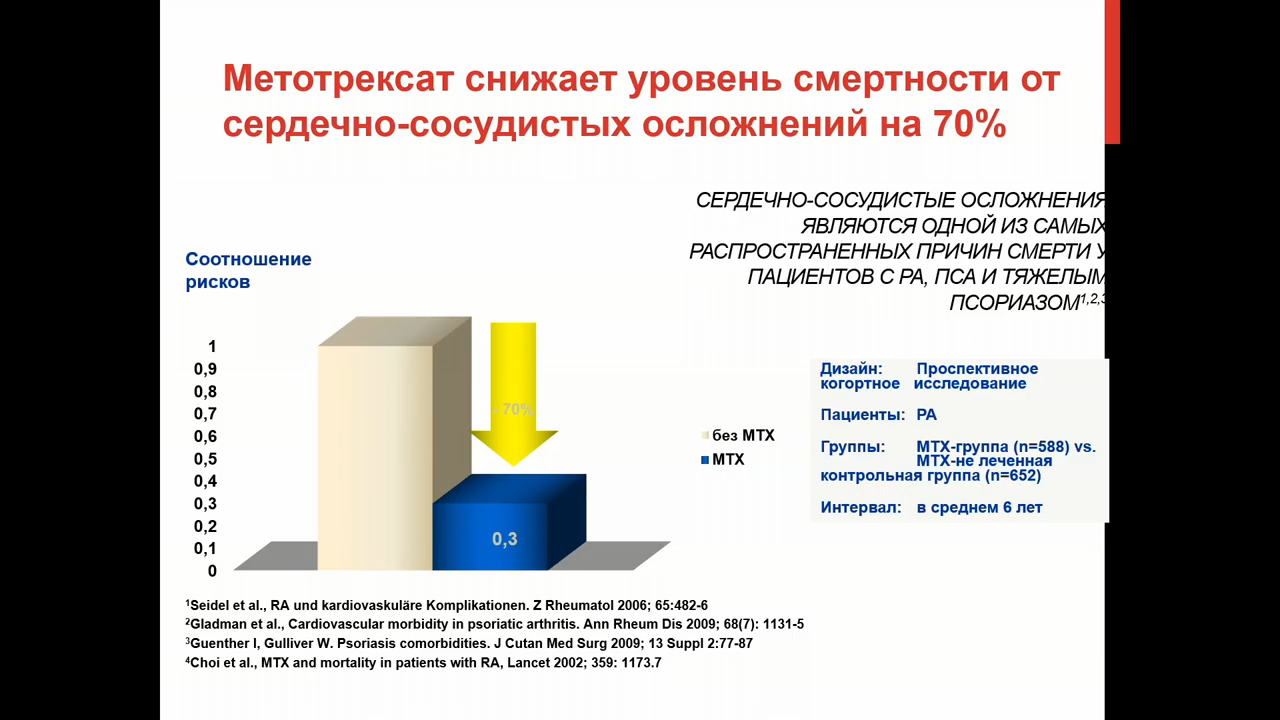 Метотрексат снижает уровень смертности от
сердечно-сосудистых осложнений на 70%
СЕРДЕЧНО-СОСУДИСТЫЕ ОСЛОЖНЕНИЯ
ЯВЛЯЮТСЯ ОДНОЙ ИЗ САМЫХ
РАСПРОСТРАНЕННЫХ ПРИЧИН СМЕРТИ У
ПАЦИЕНТОВ С РА, ПСА И ТЯЖЕЛЫМ
ПСОРИАЗОМ1,2,3
Соотношение
рисков
1
0,9
0,8
0,7
0,6
0,5
0,4
0,3
0,2
0,1
0
- 70%
0,3
без МТХ
МТХ
Дизайн: Проспективное
когортное исследование
Пациенты: РА
Группы: МТХ-группа (n=588) vs.
МТХ-не леченная
контрольная группа (n=652)
Интервал: в среднем 6 лет
1Seidel et al., RA und kardiovaskuläre Komplikationen. Z Rheumatol 2006; 65:482-6
2Gladman et al., Cardiovascular morbidity in psoriatic arthritis. Ann Rheum Dis 2009; 68(7): 1131-5
3Guenther I, Gulliver W. Psoriasis comorbidities. J Cutan Med Surg 2009; 13 Suppl 2:77-87
4Choi et al., MTX and mortality in patients with RA, Lancet 2002; 359: 1173.7